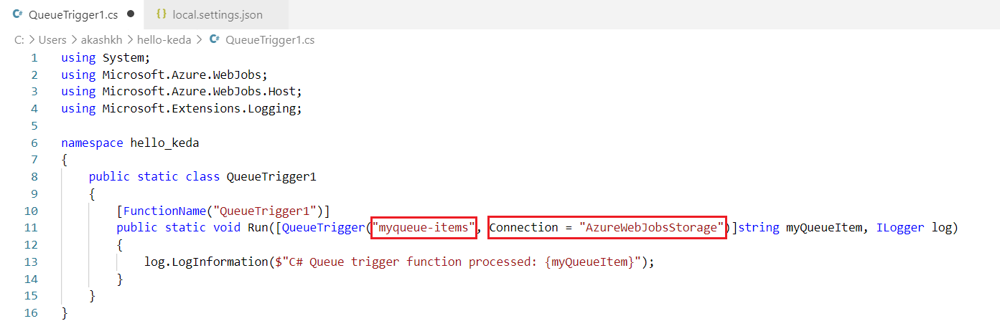 C# QueueTrigger1.cs ● {} local.settings.json
C: > Users > akashkh > hello-keda > C# QueueTrigger1.cs
1 using System;
2 using Microsoft.Azure.WebJobs;
3 using Microsoft.Azure.WebJobs.Host;
4 using Microsoft.Extensions.Logging;
5
6 namespace hello_keda
7 {
8     public static class QueueTrigger1
9     {
10         [FunctionName("QueueTrigger1")]
11         public static void Run([QueueTrigger("myqueue-items", Connection = "AzureWebJobsStorage")]string myQueueItem, ILogger log)
12         {
13             log.LogInformation($"C# Queue trigger function processed: {myQueueItem}");
14         }
15     }
16 }